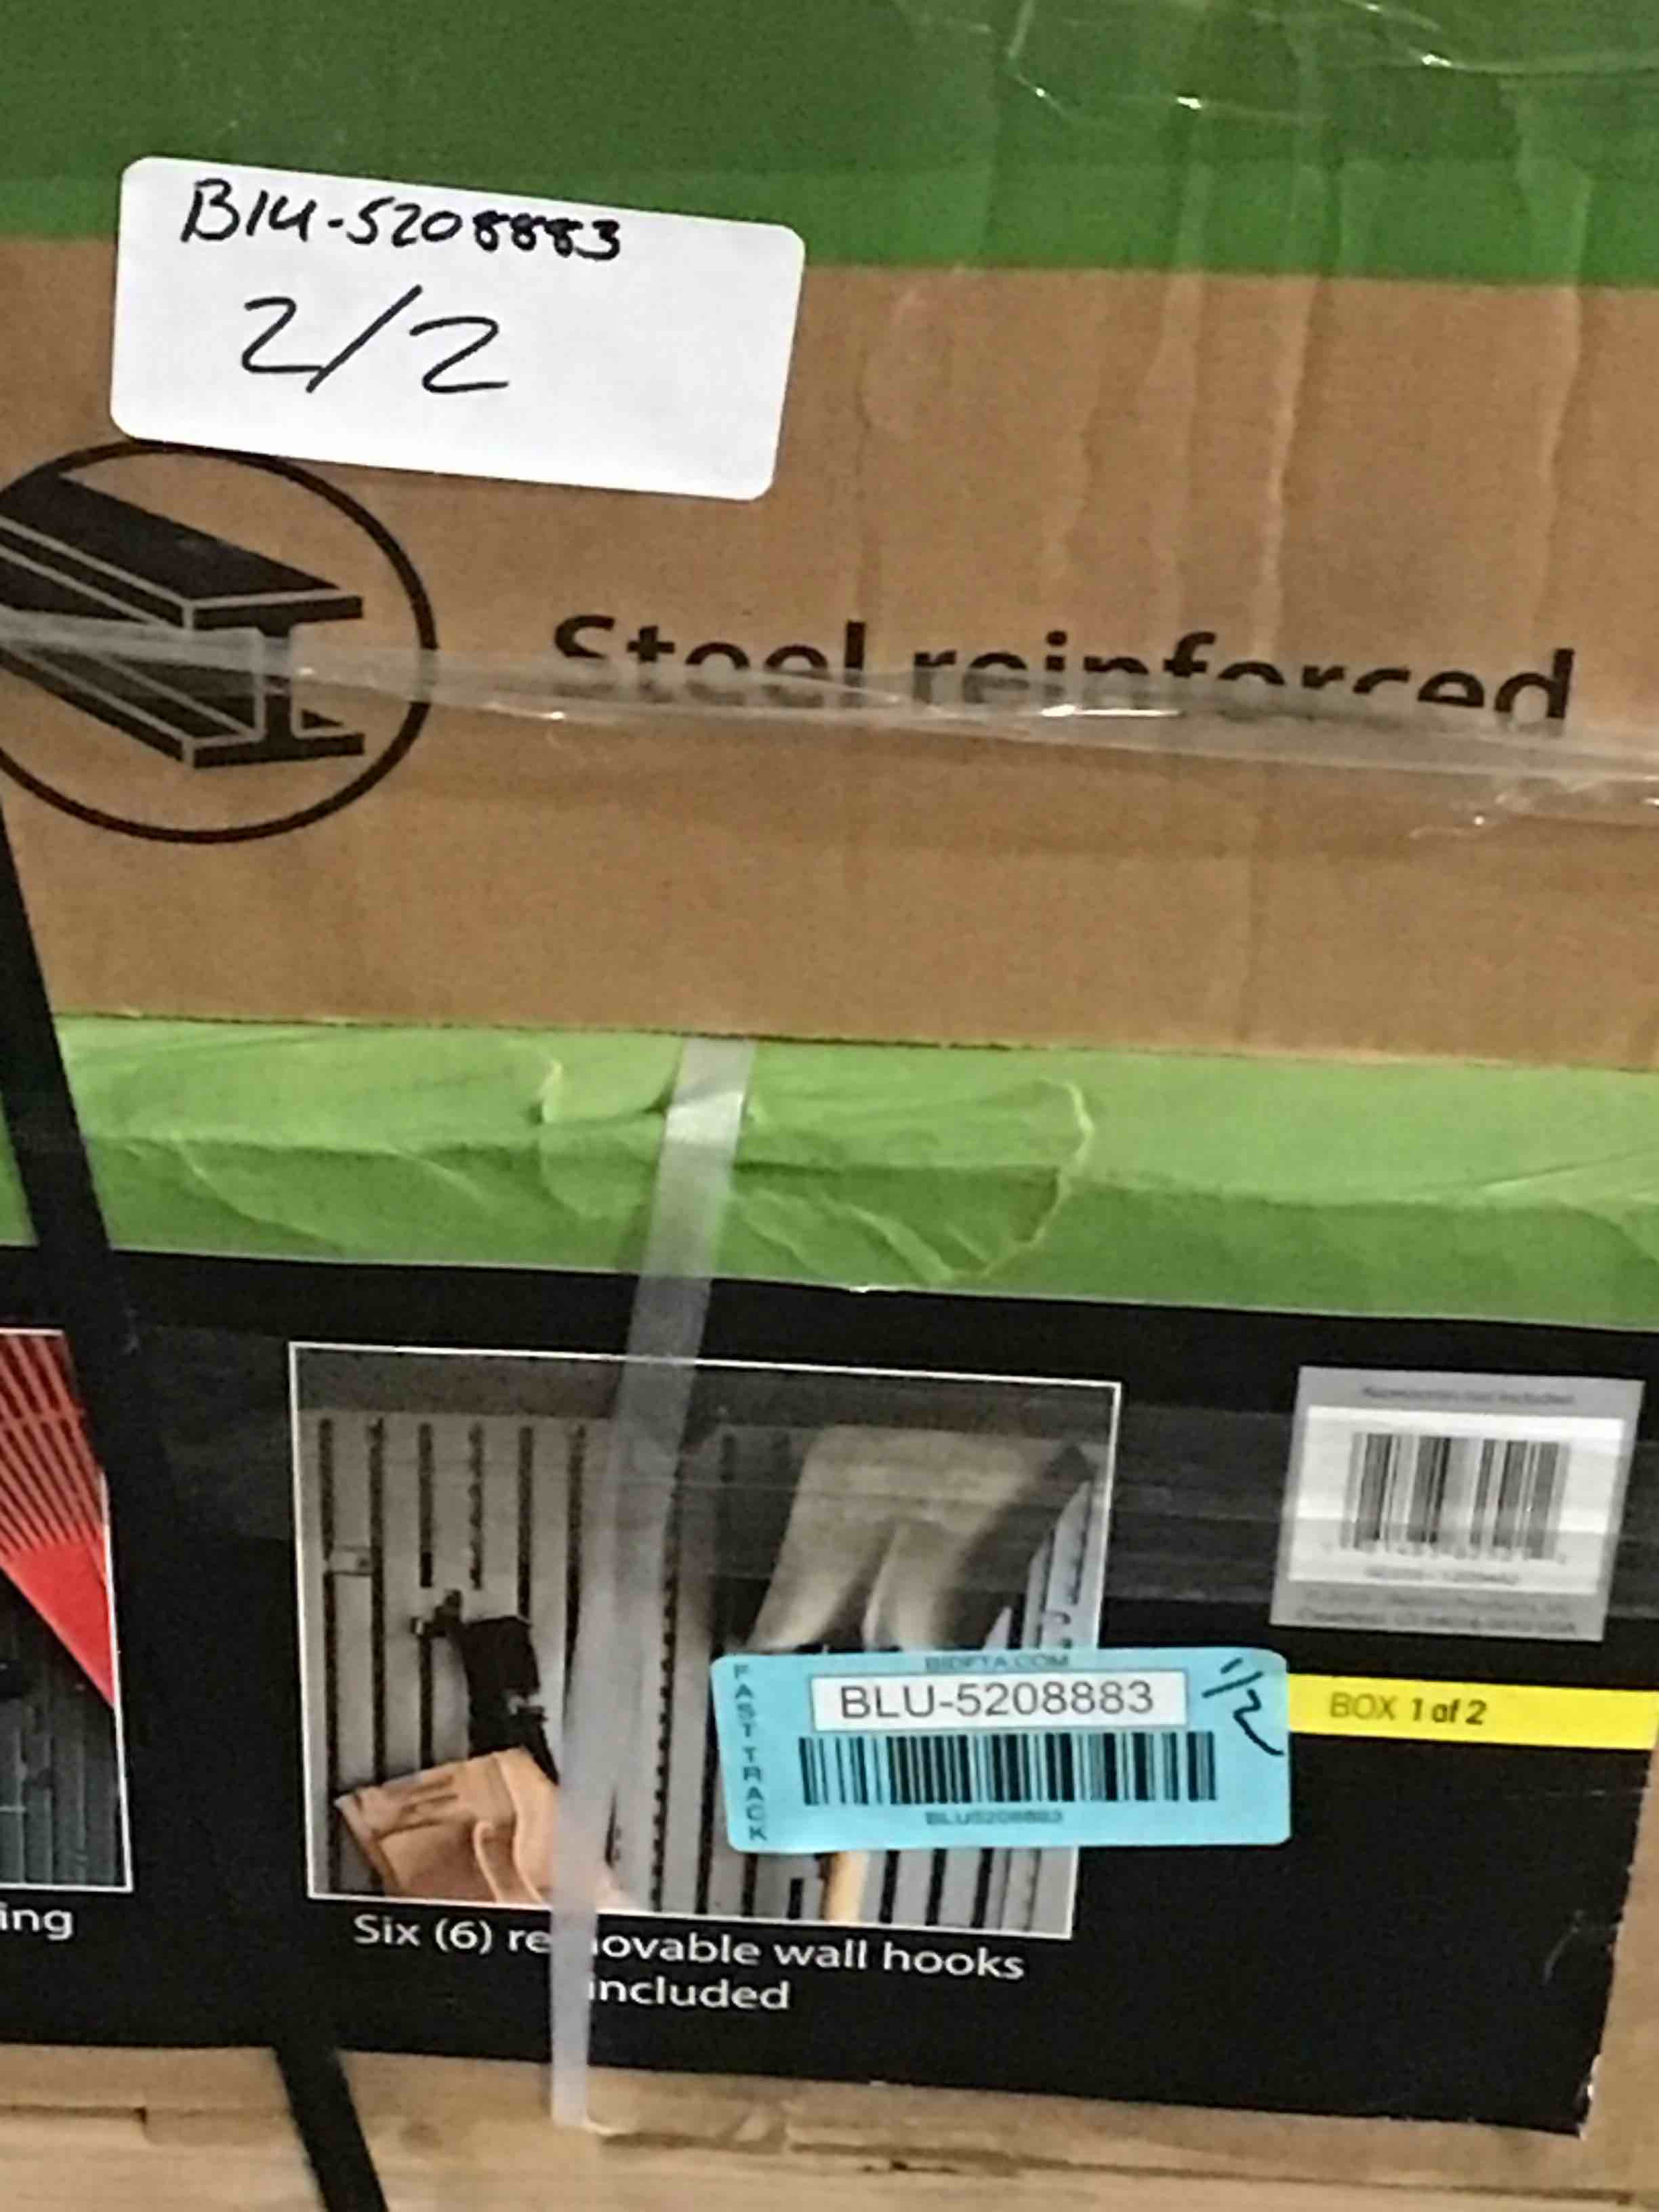 BLU-5208883
2/2
Steel reinforced
BIDFTA.COM
FAST TRACK
BLU-5208883
1/2
BLU5208883
BOX 1 of 2
ing
Six (6) re ovable wall hooks
included